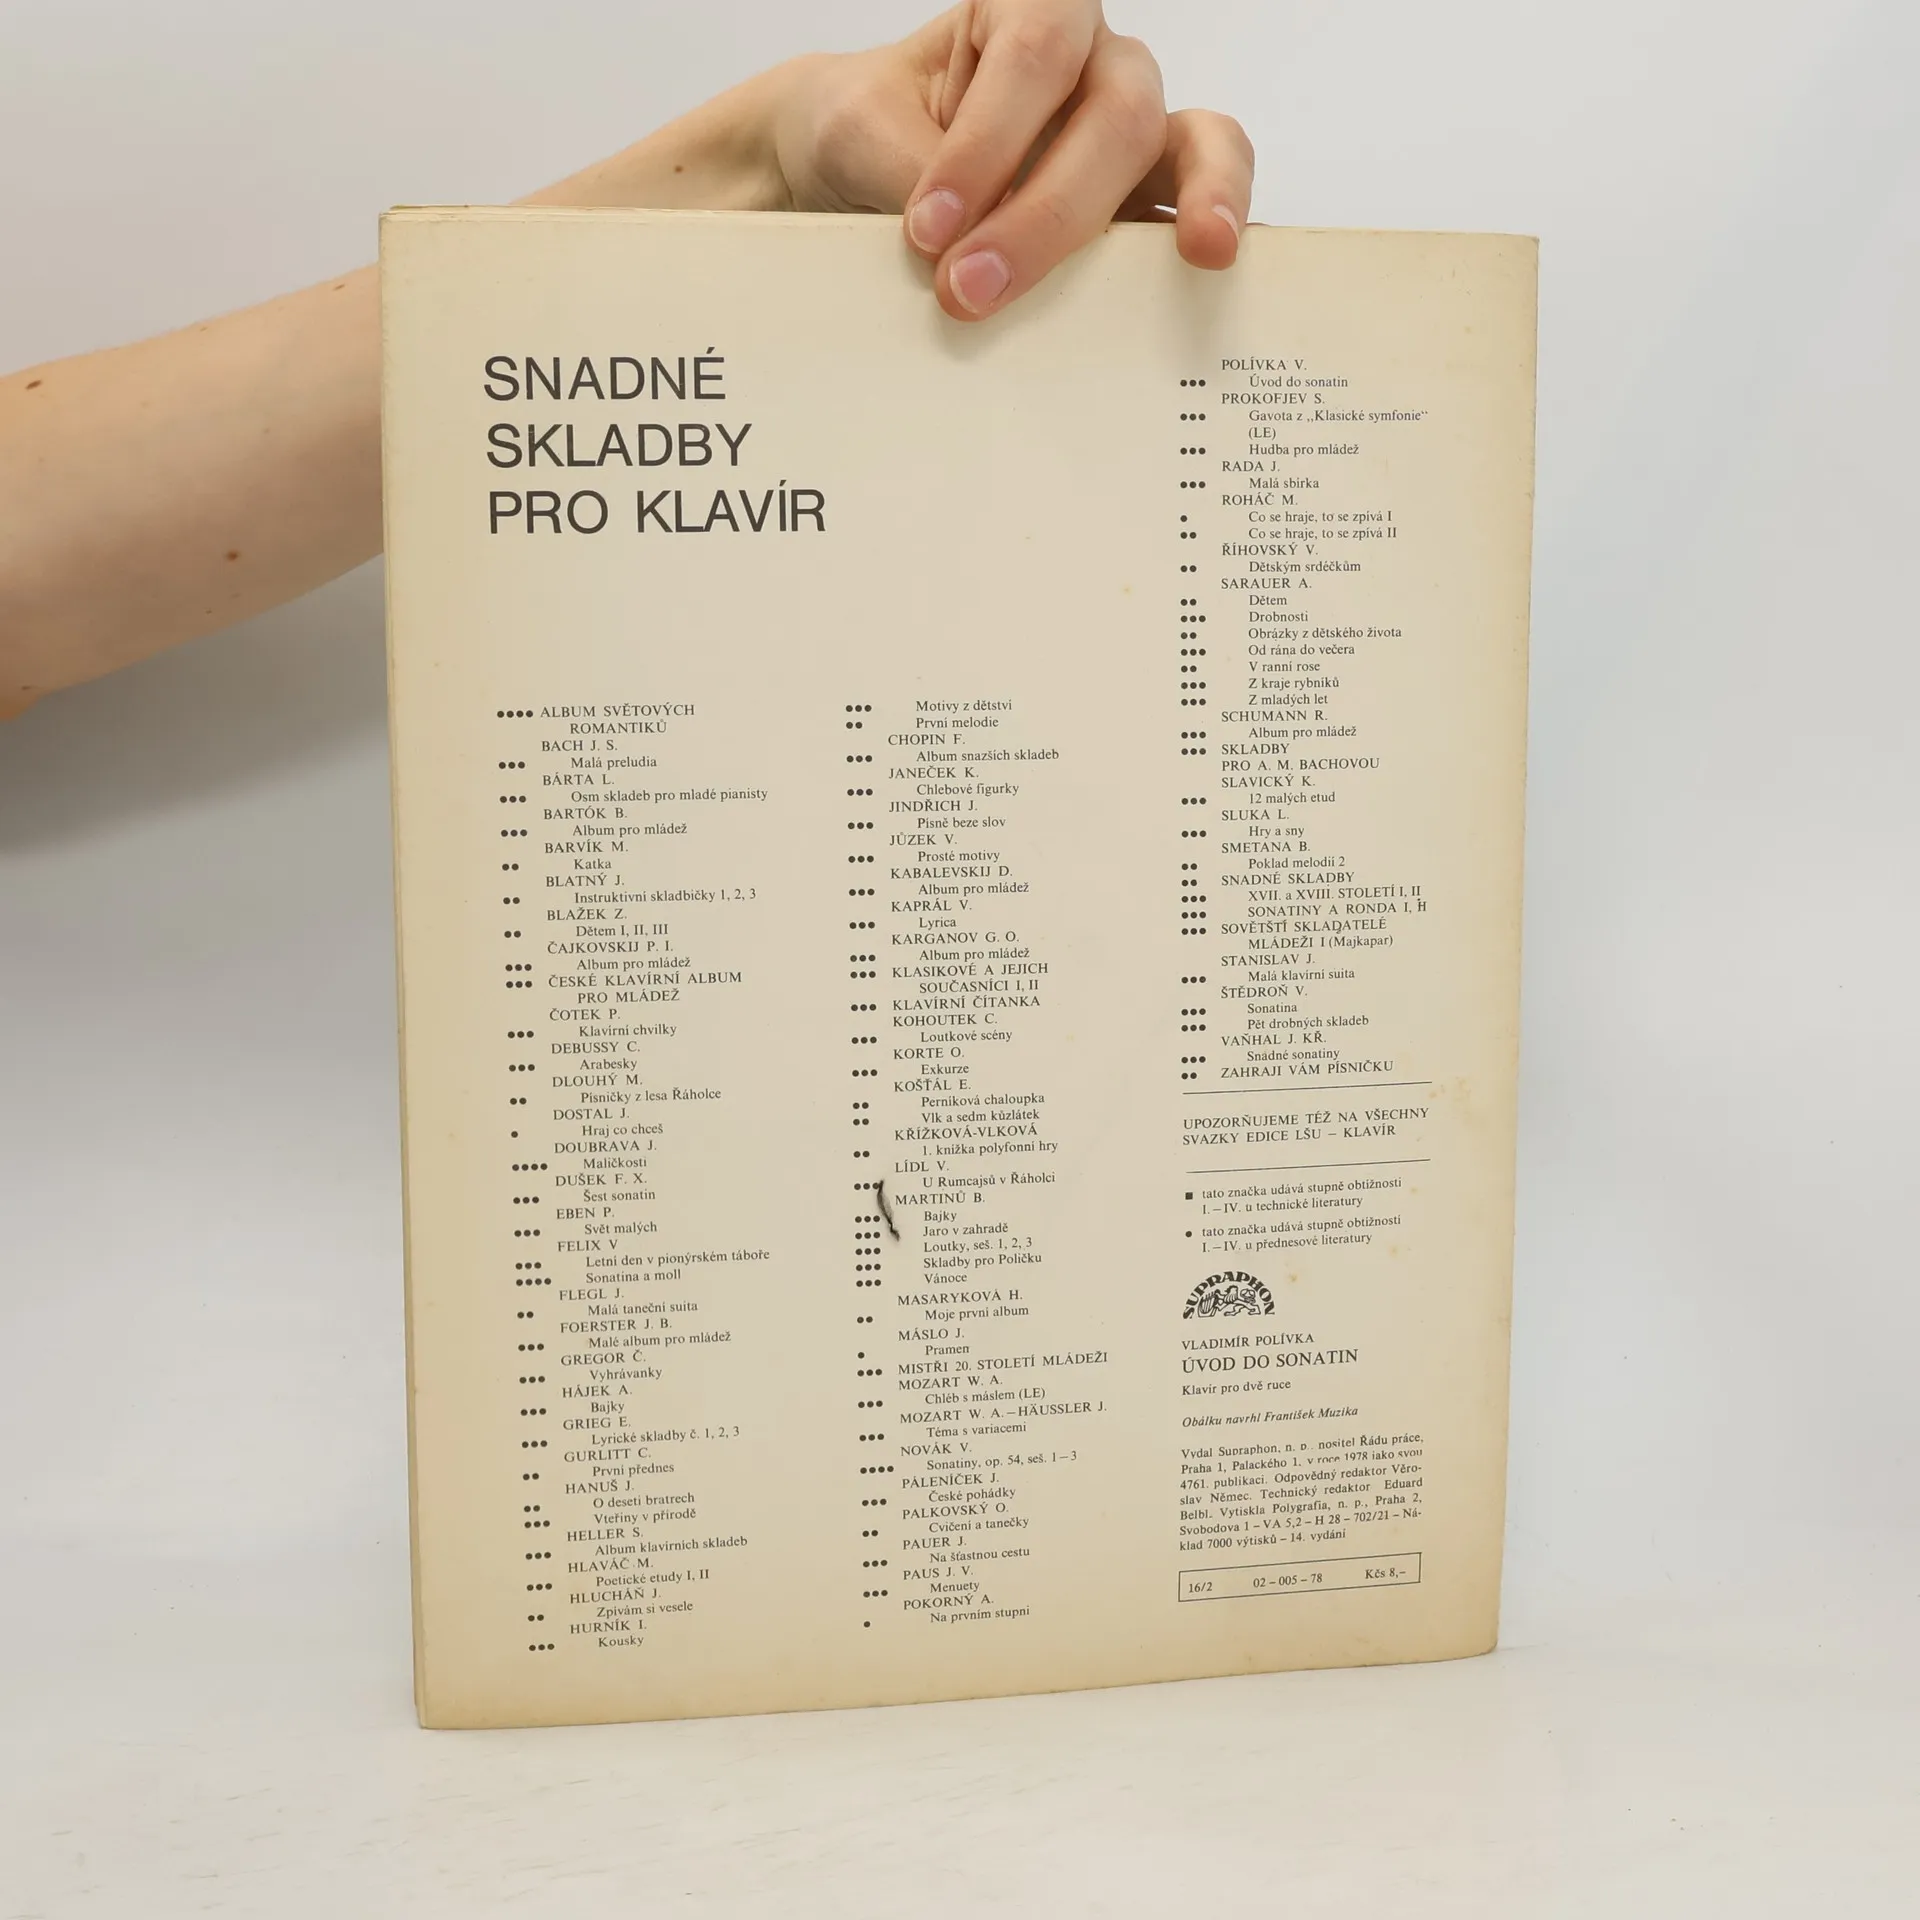 SNADNÉ
SKLADBY
PRO KLAVÍR
•••• ALBUM SVĚTOVÝCH
ROMANTIKŮ
BACH J. S.
••• Malá preludia
BÁRTA L.
••• Osm skladeb pro mladé pianisty
BARTÓK B.
••• Album pro mládež
BARVÍK M.
•• Katka
BLATNÝ J.
•• Instruktivní skladbičky 1, 2, 3
BLAŽEK Z.
•• Dětem I, II, III
ČAJKOVSKIJ P. I.
••• Album pro mládež
••• ČESKÉ KLAVÍRNÍ ALBUM
PRO MLÁDEŽ
ČOTEK P.
••• Klavírní chvilky
DEBUSSY C.
••• Arabesky
DLOUHÝ M.
•• Písničky z lesa Řáholce
DOSTAL J.
• Hraj co chceš
DOUBRAVA J.
•••• Maličkosti
DUŠEK F. X.
••• Šest sonatin
EBEN P.
••• Svět malých
FELIX V
••• Letní den v pionýrském táboře
•••• Sonatina a moll
FLEGL J.
•• Malá taneční suita
FOERSTER J. B.
••• Malé album pro mládež
GREGOR Č.
••• Vyhrávanky
HÁJEK A.
••• Bajky
GRIEG E.
••• Lyrické skladby č. 1, 2, 3
GURLITT C.
•• První přednes
HANUŠ J.
•• O deseti bratrech
••• Vteřiny v přírodě
HELLER S.
••• Album klavírních skladeb
HLAVÁČ M.
••• Poetické etudy I, II
HLUCHÁŇ J.
•• Zpívám si vesele
HURNÍK I.
••• Kousky
••• Motivy z dětství
•• První melodie
CHOPIN F.
••• Album snazších skladeb
JANEČEK K.
••• Chlebové figurky
JINDŘICH J.
••• Písně beze slov
JŮZEK V.
••• Prosté motivy
KABALEVSKIJ D.
••• Album pro mládež
KAPRÁL V.
••• Lyrica
KARGANOV G. O.
••• Album pro mládež
••• KLASIKOVÉ A JEJICH
SOUČASNÍCI I, II
••• KLAVÍRNÍ ČÍTANKA
KOHOUTEK C.
••• Loutkové scény
KORTE O.
••• Exkurze
KOŠŤÁL E.
•• Perníková chaloupka
•• Vlk a sedm kůzlátek
KŘÍŽKOVÁ-VLKOVÁ
•• 1. knížka polyfonní hry
LÍDL V.
••• U Rumcajsů v Řáholci
MARTINŮ B.
••• Bajky
••• Jaro v zahradě
••• Loutky, seš. 1, 2, 3
••• Skladby pro Poličku
••• Vánoce
MASARYKOVÁ H.
•• Moje první album
MÁSLO J.
• Pramen
••• MISTŘI 20. STOLETÍ MLÁDEŽI
MOZART W. A.
••• Chléb s máslem (LE)
MOZART W. A. – HÄUSSLER J.
••• Téma s variacemi
NOVÁK V.
•••• Sonatiny, op. 54, seš. 1–3
PÁLENÍČEK J.
••• České pohádky
PALKOVSKÝ O.
•• Cvičení a tanečky
PAUER J.
••• Na šťastnou cestu
PAUS J. V.
••• Menuety
POKORNÝ A.
• Na prvním stupni
POLÍVKA V.
••• Úvod do sonatin
PROKOFJEV S.
••• Gavota z „Klasické symfonie“
(LE)
••• Hudba pro mládež
RADA J.
••• Malá sbírka
ROHÁČ M.
• Co se hraje, to se zpívá I
•• Co se hraje, to se zpívá II
ŘÍHOVSKÝ V.
•• Dětským srdéčkům
SARAUER A.
•• Dětem
••• Drobnosti
•• Obrázky z dětského života
••• Od rána do večera
•• V ranní rose
••• Z kraje rybníků
••• Z mladých let
SCHUMANN R.
••• Album pro mládež
••• SKLADBY
PRO A. M. BACHOVOU
SLAVICKÝ K.
••• 12 malých etud
SLUKA L.
••• Hry a sny
SMETANA B.
•• Poklad melodií 2
•• SNADNÉ SKLADBY
••• XVII. a XVIII. STOLETÍ I, II
••• SONATINY A RONDA I, II
••• SOVĚTŠTÍ SKLADATELÉ
MLÁDEŽI I (Majkapar)
STANISLAV J.
••• Malá klavírní suita
ŠTĚDROŇ V.
••• Sonatina
••• Pět drobných skladeb
VAŇHAL J. KŘ.
••• Snadné sonatiny
•• ZAHRAJI VÁM PÍSNIČKU
UPOZORŇUJEME TÉŽ NA VŠECHNY
SVAZKY EDICE LŠU – KLAVÍR
■ tato značka udává stupně obtížnosti
I. – IV. u technické literatury
• tato značka udává stupně obtížnosti
I. – IV. u přednesové literatury
SUPRAPHON
VLADIMÍR POLÍVKA
ÚVOD DO SONATIN
Klavír pro dvě ruce
Obálku navrhl František Muzika
Vydal Supraphon, n. p., nositel Řádu práce,
Praha 1, Palackého 1, v roce 1978 jako svou
4761. publikaci. Odpovědný redaktor Věro-
slav Němec. Technický redaktor Eduard
Belbl. Vytiskla Polygrafia, n. p., Praha 2,
Svobodova 1 – VA 5,2 – H 28 – 702/21 – Ná-
klad 7000 výtisků – 14. vydání
16/2 02 – 005 – 78 Kčs 8,–